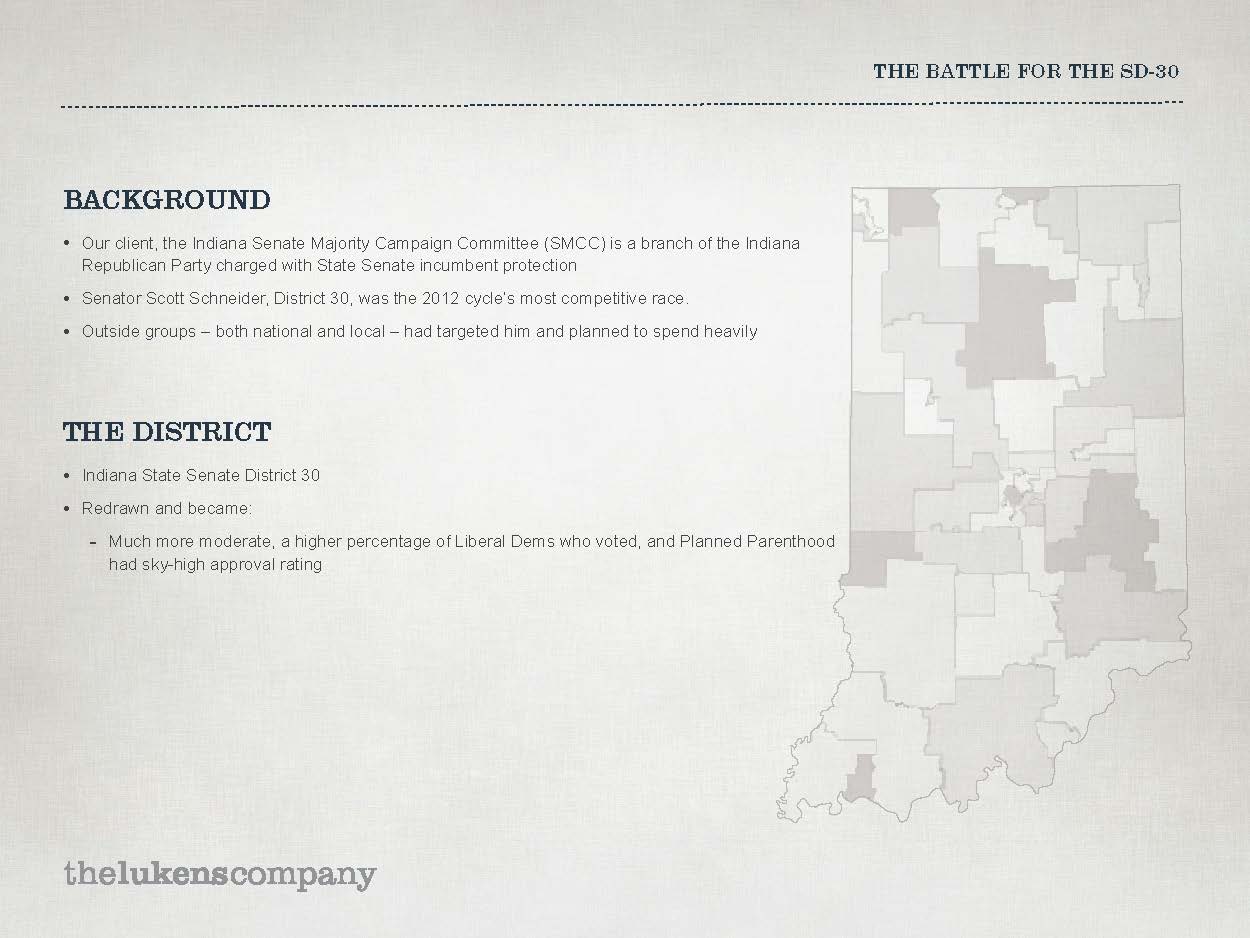 THE BATTLE FOR THE SD-30
BACKGROUND
• Our client, the Indiana Senate Majority Campaign Committee (SMCC) is a branch of the Indiana
Republican Party charged with State Senate incumbent protection
• Senator Scott Schneider, District 30, was the 2012 cycle's most competitive race.
• Outside groups – both national and local – had targeted him and planned to spend heavily
THE DISTRICT
• Indiana State Senate District 30
• Redrawn and became:
– Much more moderate, a higher percentage of Liberal Dems who voted, and Planned Parenthood
had sky-high approval rating
thelukenscompany